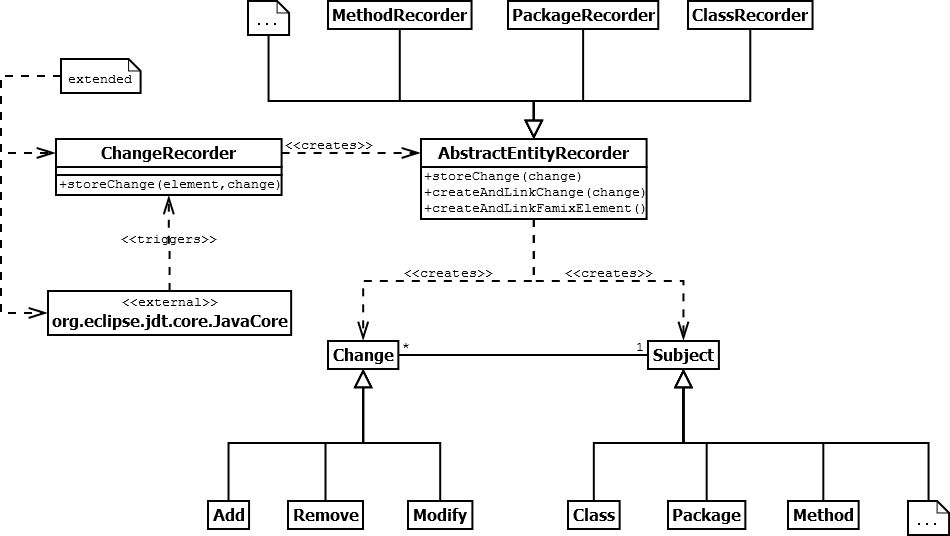 ...
MethodRecorder
PackageRecorder
ClassRecorder
extended
ChangeRecorder
+storeChange(element,change)
<<creates>>
AbstractEntityRecorder
+storeChange(change)
+createAndLinkChange(change)
+createAndLinkFamixElement()
<<triggers>>
<<creates>>
<<creates>>
<<external>>
org.eclipse.jdt.core.JavaCore
Change
*
1
Subject
Add
Remove
Modify
Class
Package
Method
...